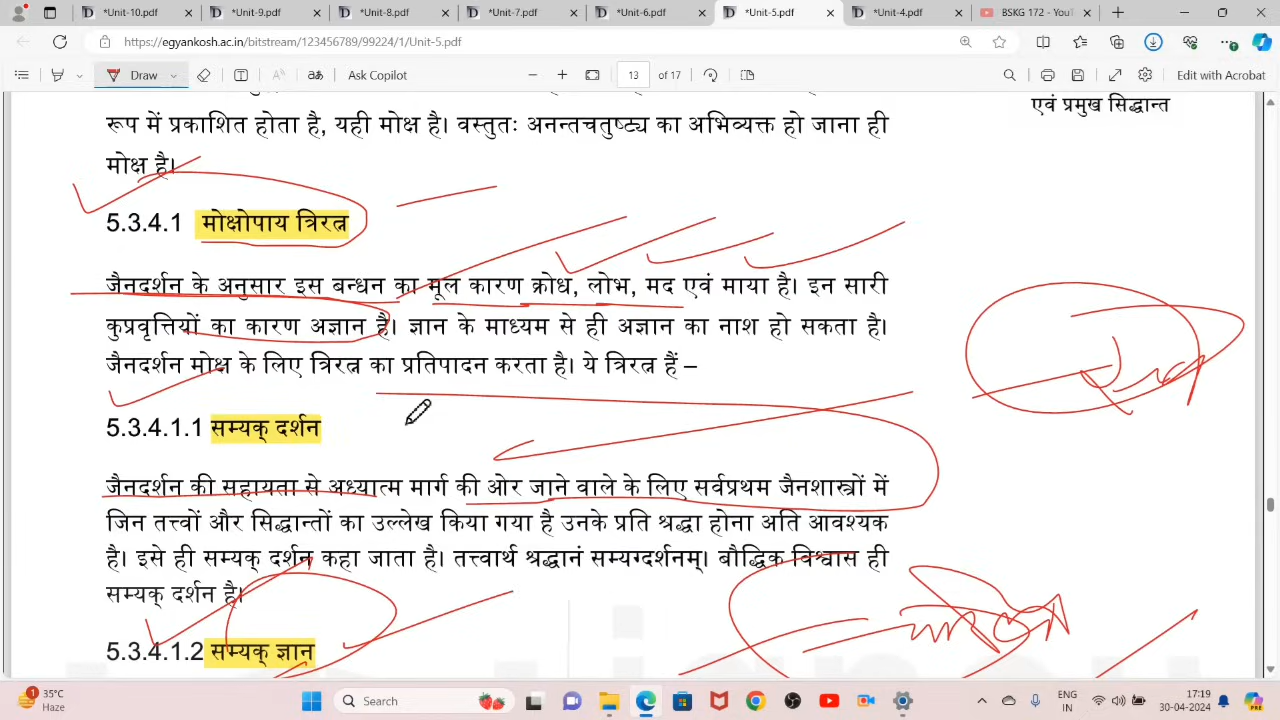 *Unit-10.pdf
*Unit-9.pdf
*Unit-8.pdf
*Unit-7.pdf
*Unit-6.pdf
*Unit-5.pdf
*Unit-4.pdf
BSKG 172 - YouT
https://egyankosh.ac.in/bitstream/123456789/99224/1/Unit-5.pdf
Draw
Ask Copilot
13 of 17
Edit with Acrobat
एवं प्रमुख सिद्धान्त
रूप में प्रकाशित होता है, यही मोक्ष है। वस्तुतः अनन्तचतुष्ट्य का अभिव्यक्त हो जाना ही
मोक्ष है।
5.3.4.1 मोक्षोपाय त्रिरत्न
जैनदर्शन के अनुसार इस बन्धन का मूल कारण क्रोध, लोभ, मद एवं माया है। इन सारी
कुप्रवृत्तियों का कारण अज्ञान है। ज्ञान के माध्यम से ही अज्ञान का नाश हो सकता है।
जैनदर्शन मोक्ष के लिए त्रिरत्न का प्रतिपादन करता है। ये त्रिरत्न हैं –
5.3.4.1.1 सम्यक् दर्शन
जैनदर्शन की सहायता से अध्यात्म मार्ग की ओर जाने वाले के लिए सर्वप्रथम जैनशास्त्रों में
जिन तत्त्वों और सिद्धान्तों का उल्लेख किया गया है उनके प्रति श्रद्धा होना अति आवश्यक
है। इसे ही सम्यक् दर्शन कहा जाता है। तत्त्वार्थ श्रद्धानं सम्यग्दर्शनम्। बौद्धिक विश्वास ही
सम्यक् दर्शन है।
5.3.4.1.2 सम्यक् ज्ञान
1
35°C
Haze
Search
ENG
IN
17:19
30-04-2024